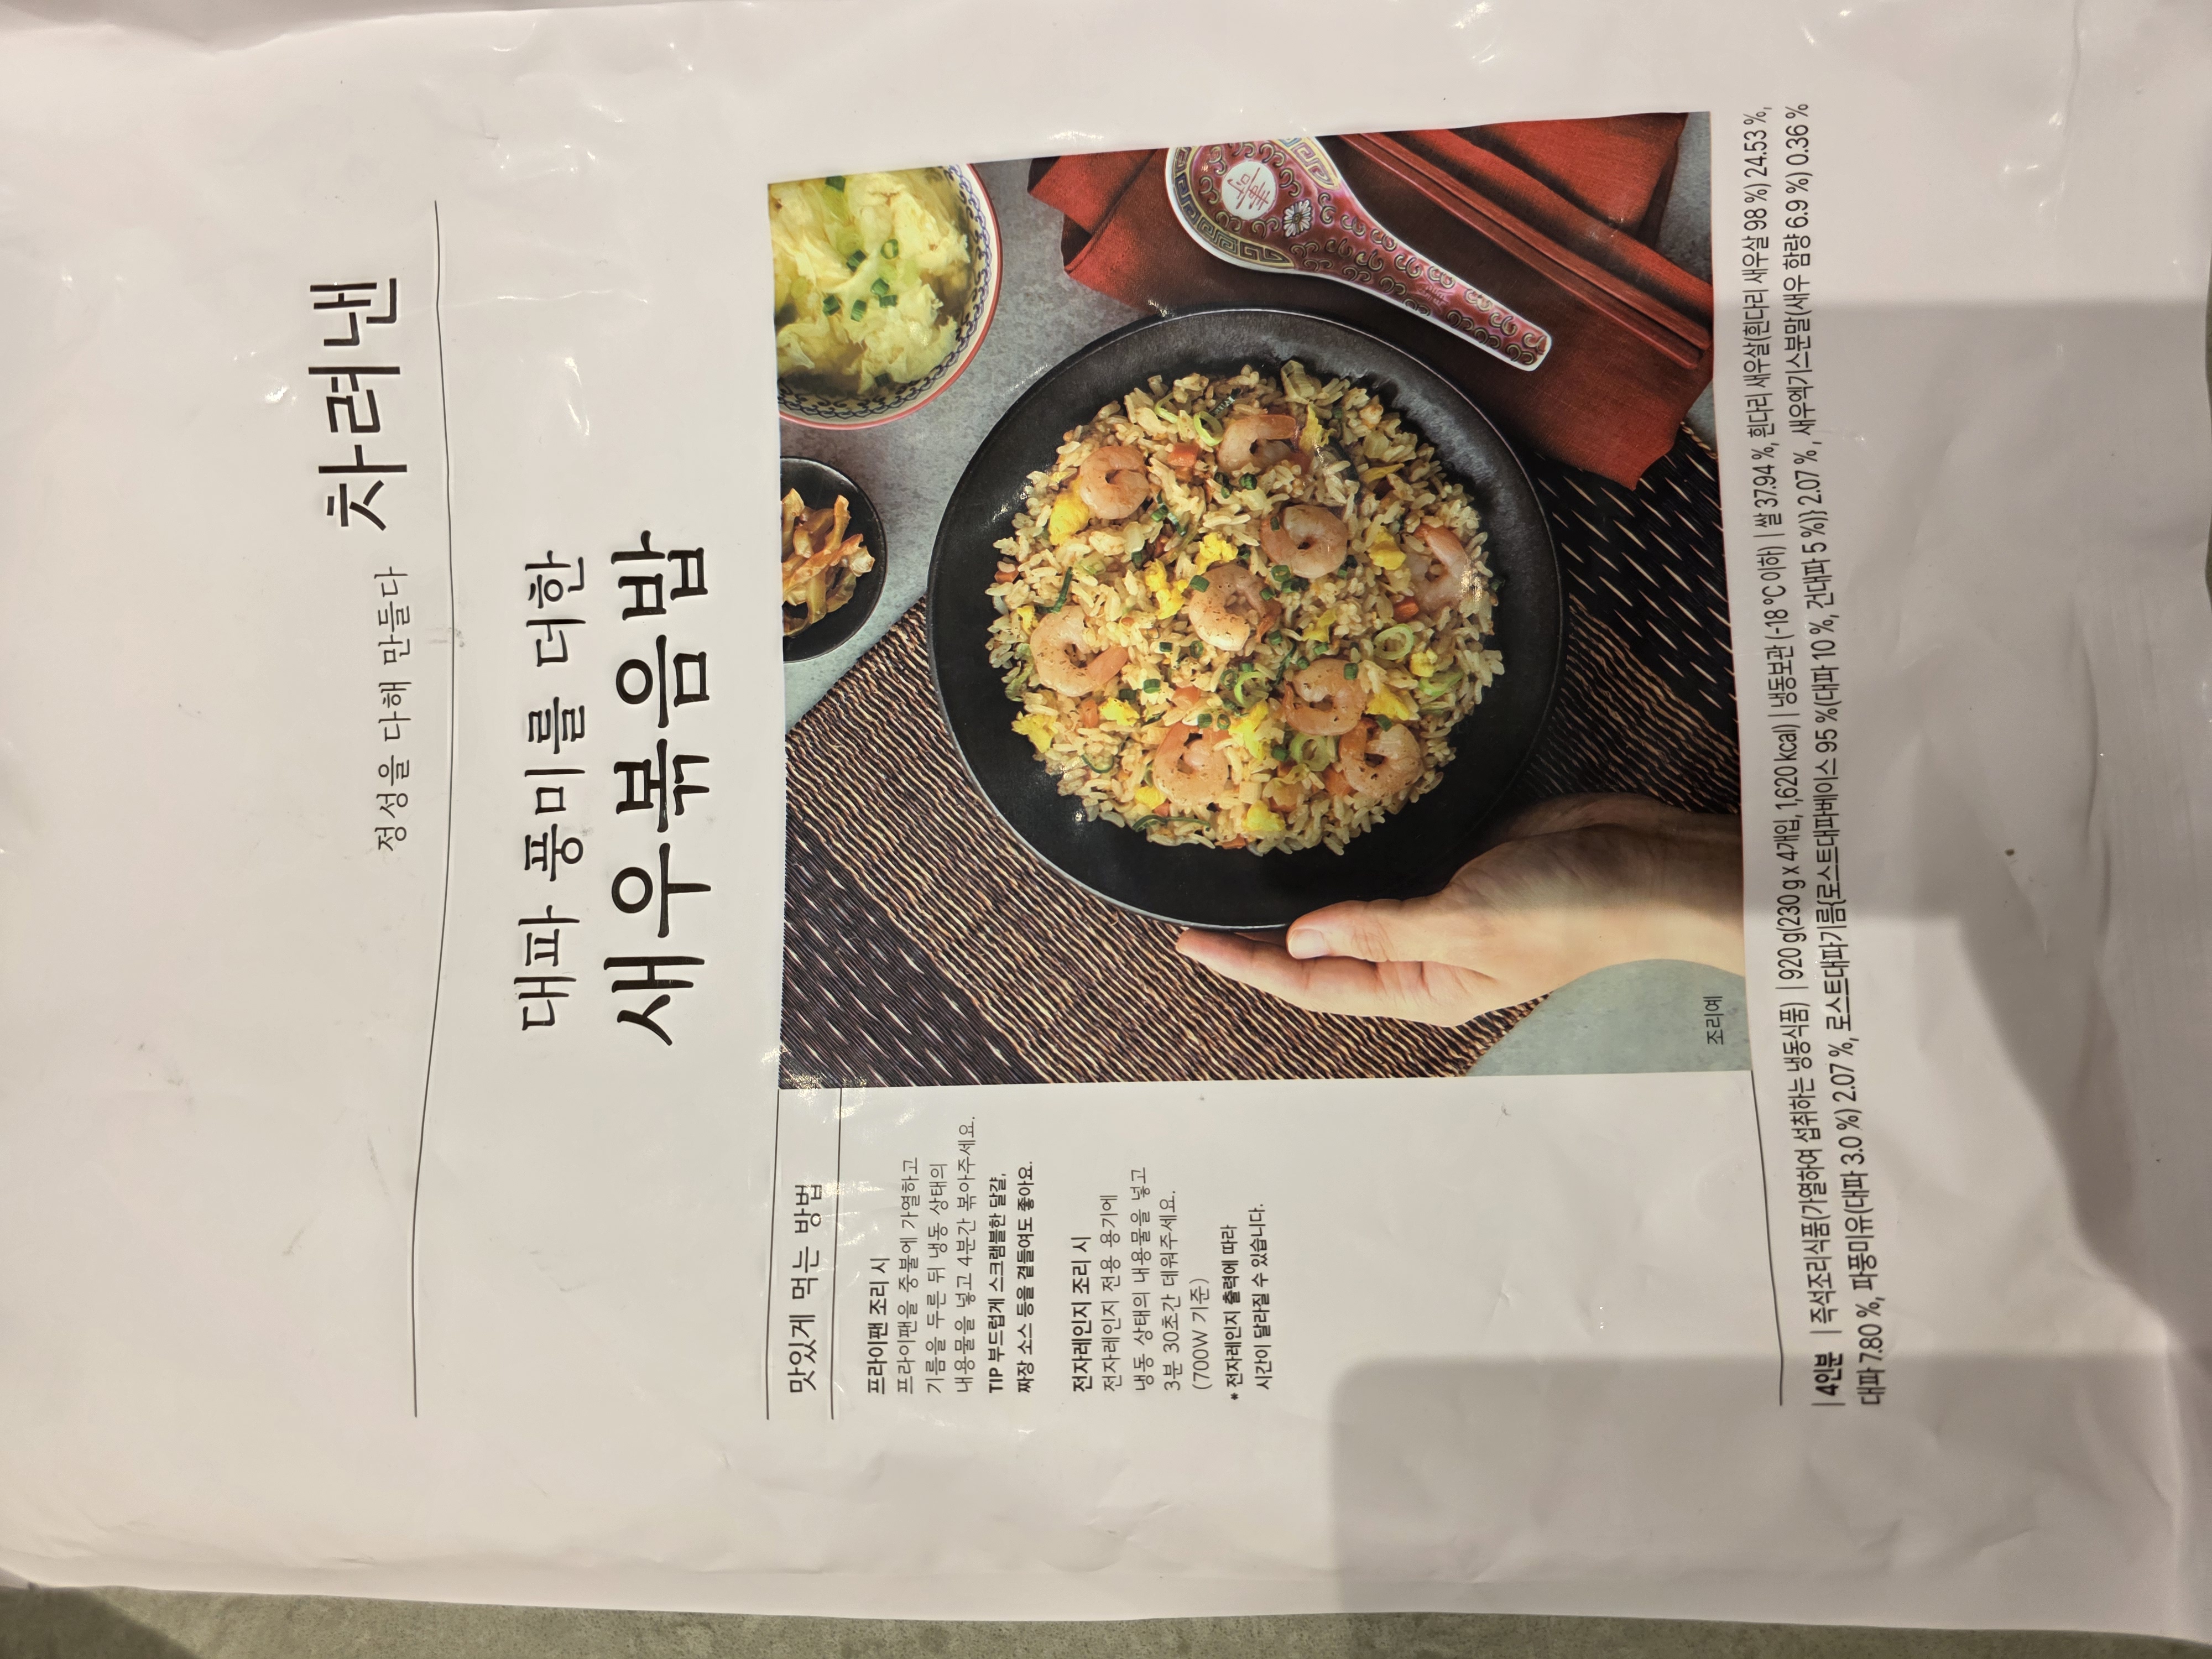 정성을 다해 만들다 차려낸
대파 풍미를 더한
새우볶음밥
맛있게 먹는 방법
프라이팬 조리 시
프라이팬을 중불에 가열하고
기름을 두른 뒤 냉동 상태의
내용물을 넣고 4분간 볶아주세요.
TIP 부드럽게 스크램블한 달걀,
짜장 소스 등을 곁들여도 좋아요.
전자레인지 조리 시
전자레인지 전용 용기에
냉동 상태의 내용물을 넣고
3분 30초간 데워주세요.
(700W 기준)
* 전자레인지 출력에 따라
시간이 달라질 수 있습니다.
조리예
| 4인분 | 즉석조리식품(가열하여 섭취하는 냉동식품) | 920 g(230 g x 4개입, 1,620 kcal) | 냉동보관 (-18 ℃ 이하) | 쌀 37.94 %, 흰다리 새우살(흰다리 새우살 98 %) 24.53 %,
대파 7.80 %, 파풍미유(대파 3.0 %) 2.07 %, 로스트대파기름{로스트대파베이스 95 %(대파 10 %, 건대파 5 %)} 2.07 %, 새우엑기스분말(새우 함량 6.9 %) 0.36 %